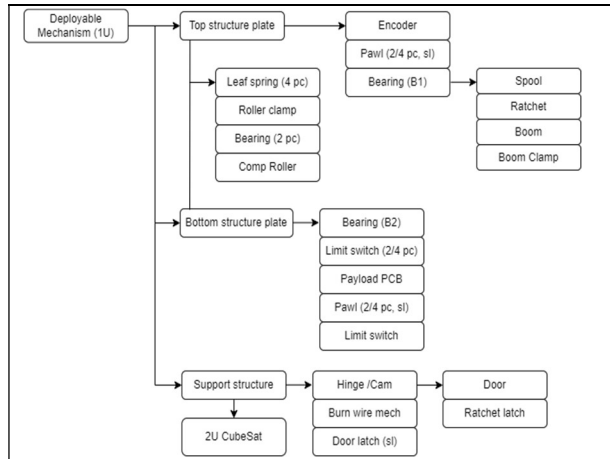 Deployable
Mechanism (1U)
Top structure plate
Encoder
Pawl (2/4 pc, sl)
Bearing (B1)
Spool
Ratchet
Boom
Boom Clamp
Leaf spring (4 pc)
Roller clamp
Bearing (2 pc)
Comp Roller
Bottom structure plate
Bearing (B2)
Limit switch (2/4 pc)
Payload PCB
Pawl (2/4 pc, sl)
Limit switch
Support structure
Hinge /Cam
Door
Burn wire mech
Ratchet latch
Door latch (sl)
2U CubeSat